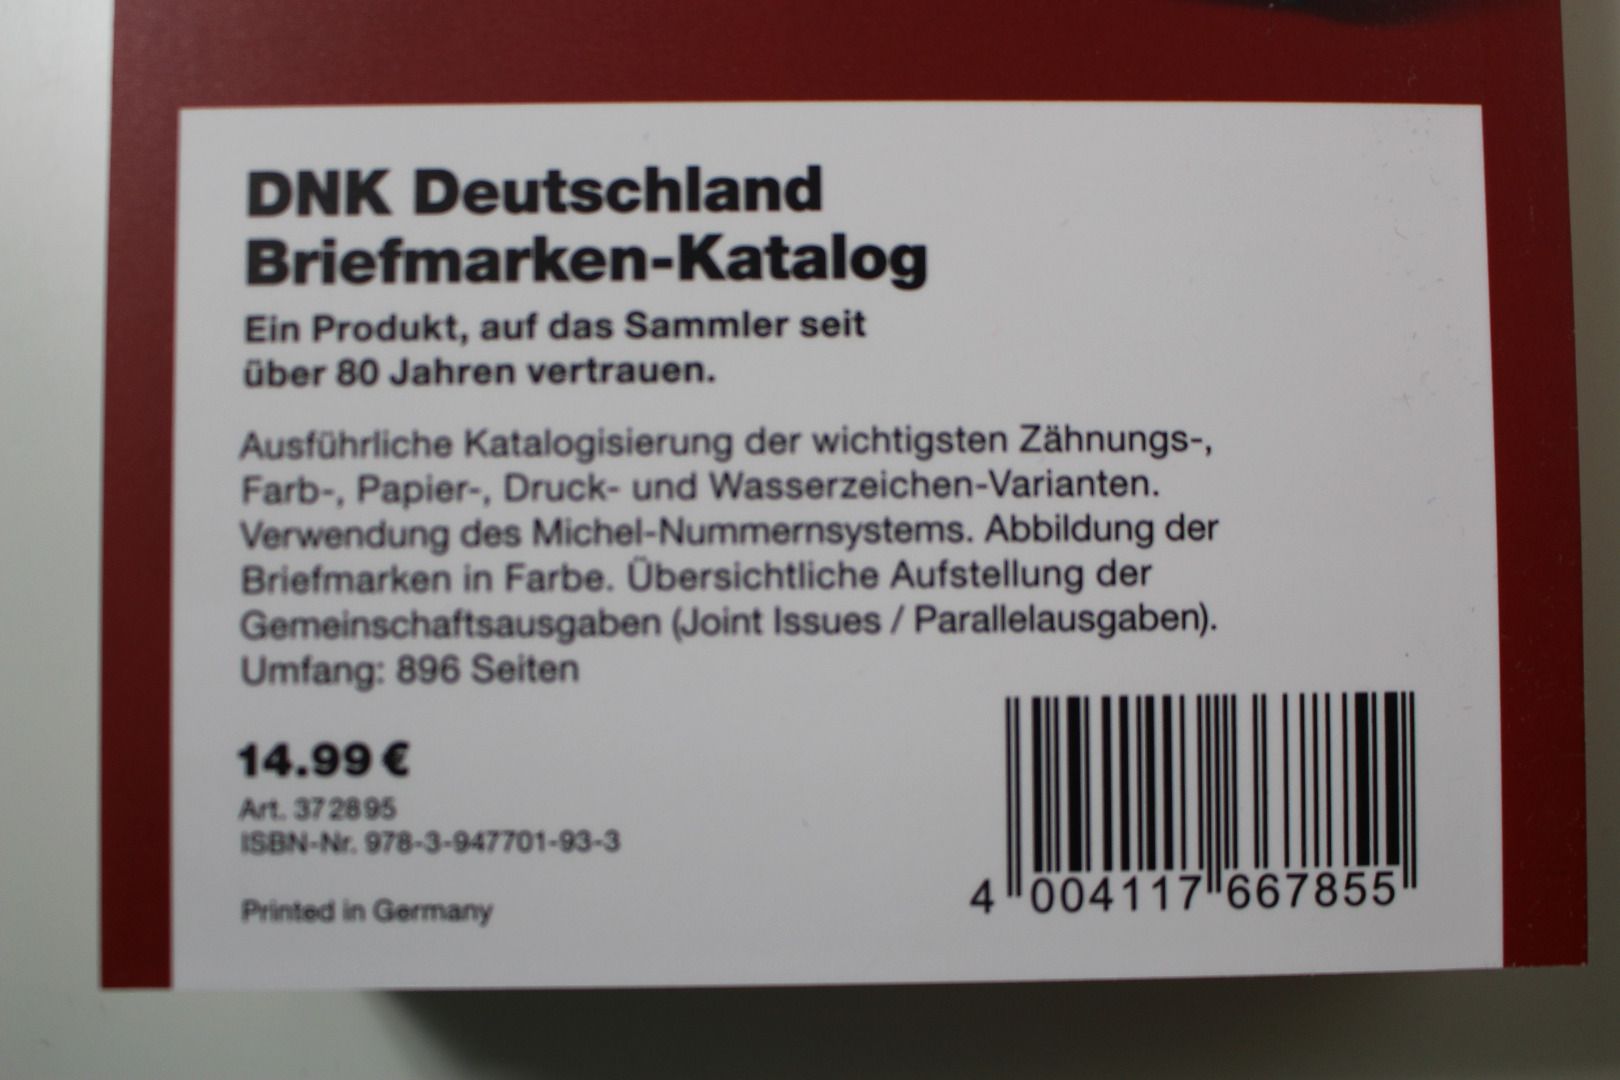 DNK Deutschland
Briefmarken-Katalog
Ein Produkt, auf das Sammler seit
über 80 Jahren vertrauen.
Ausführliche Katalogisierung der wichtigsten Zähnungs-,
Farb-, Papier-, Druck- und Wasserzeichen-Varianten.
Verwendung des Michel-Nummernsystems. Abbildung der
Briefmarken in Farbe. Übersichtliche Aufstellung der
Gemeinschaftsausgaben (Joint Issues / Parallelausgaben).
Umfang: 896 Seiten
14.99 €
Art. 372895
ISBN-Nr. 978-3-947701-93-3
Printed in Germany
4 004117 667855